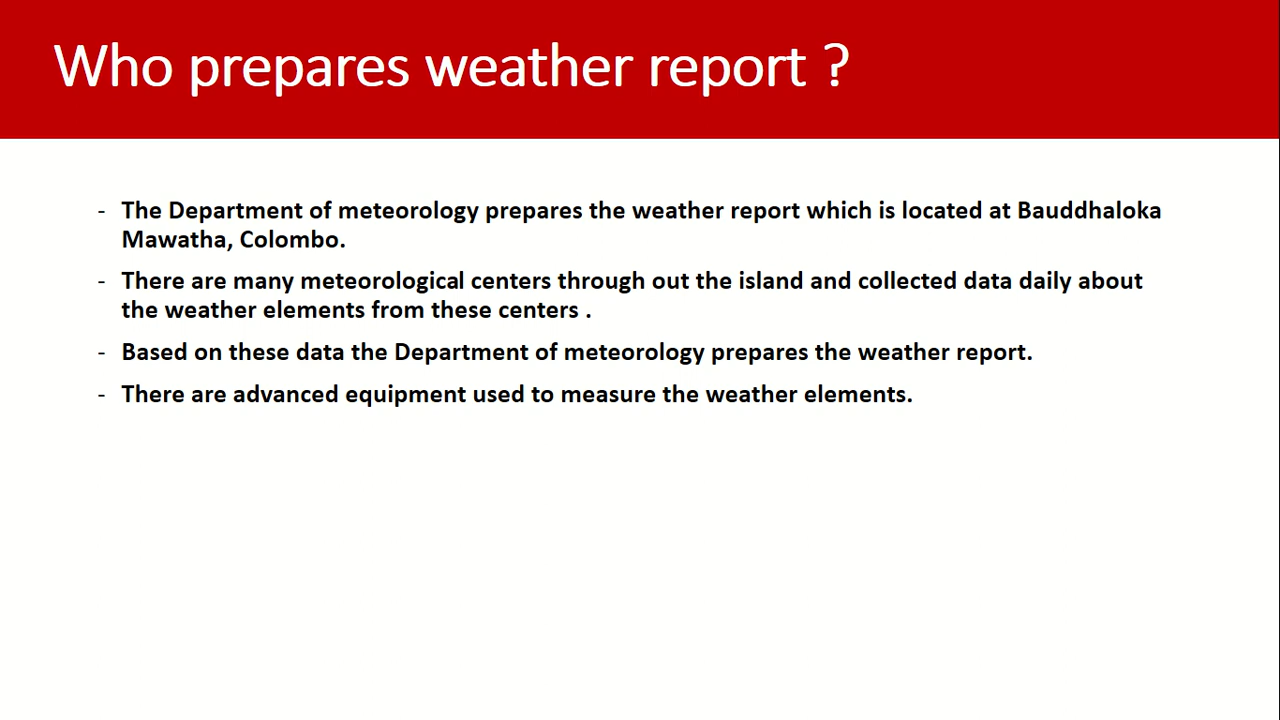 Who prepares weather report ?
- The Department of meteorology prepares the weather report which is located at Bauddhaloka
Mawatha, Colombo.
- There are many meteorological centers through out the island and collected data daily about
the weather elements from these centers .
- Based on these data the Department of meteorology prepares the weather report.
- There are advanced equipment used to measure the weather elements.